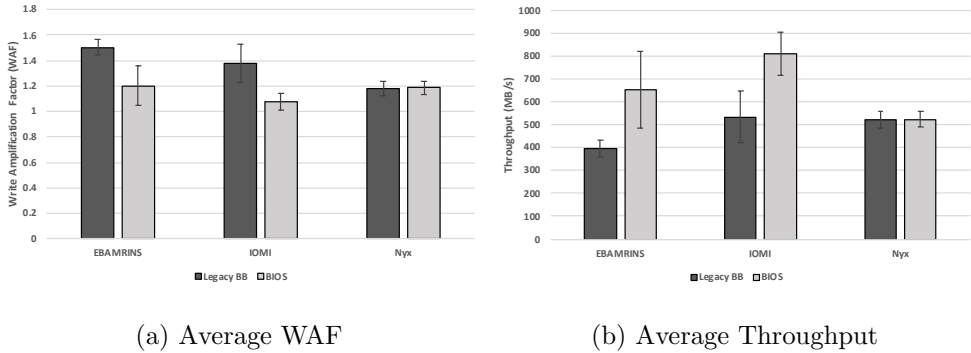 Write Amplification Factor (WAF)
1.8
1.6
1.4
1.2
1
0.8
0.6
0.4
0.2
0
EBAMRINS IOMI Nyx
Legacy BB BIOS
(a) Average WAF
Throughput (MB/s)
1000
900
800
700
600
500
400
300
200
100
0
EBAMRINS IOMI Nyx
Legacy BB BIOS
(b) Average Throughput